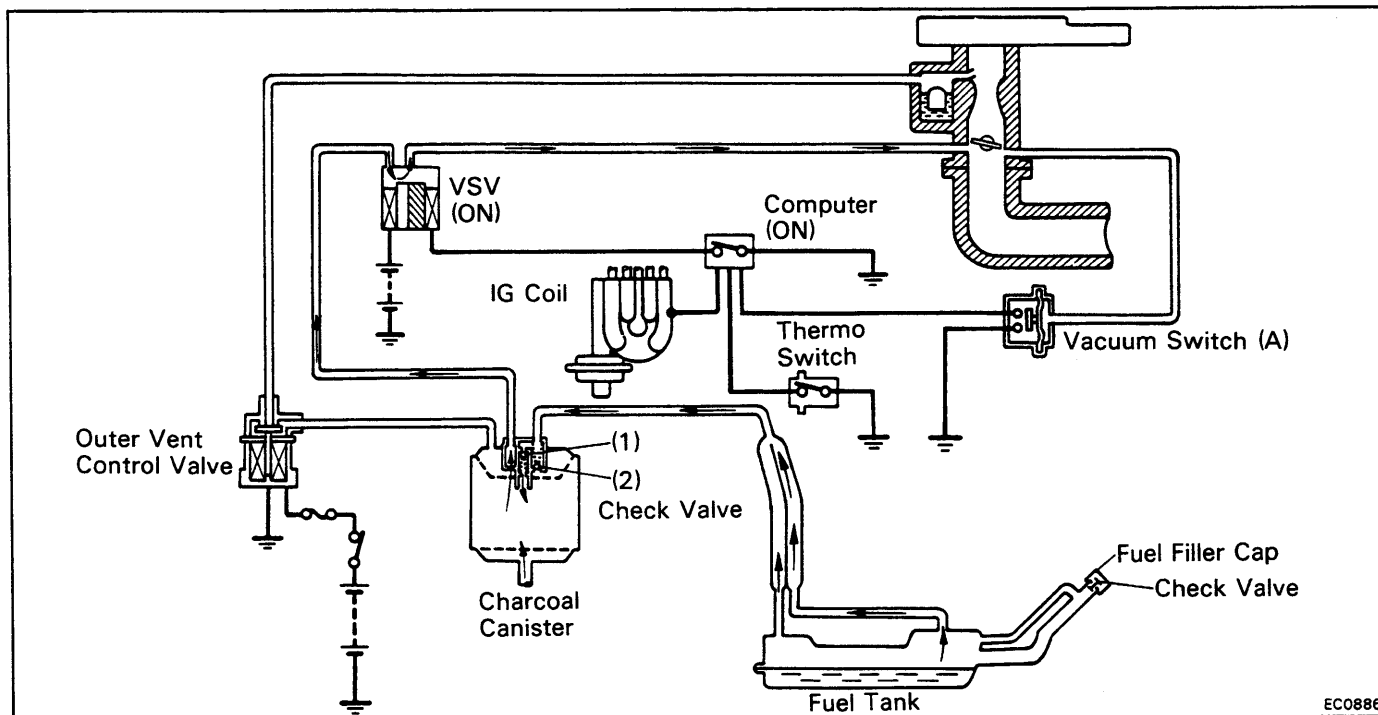 VSV
(ON)
Computer
(ON)
IG Coil
Thermo
Switch
Vacuum Switch (A)
Outer Vent
Control Valve
(1)
(2)
Check Valve
Charcoal
Canister
Fuel Filler Cap
Check Valve
Fuel Tank
EC0886